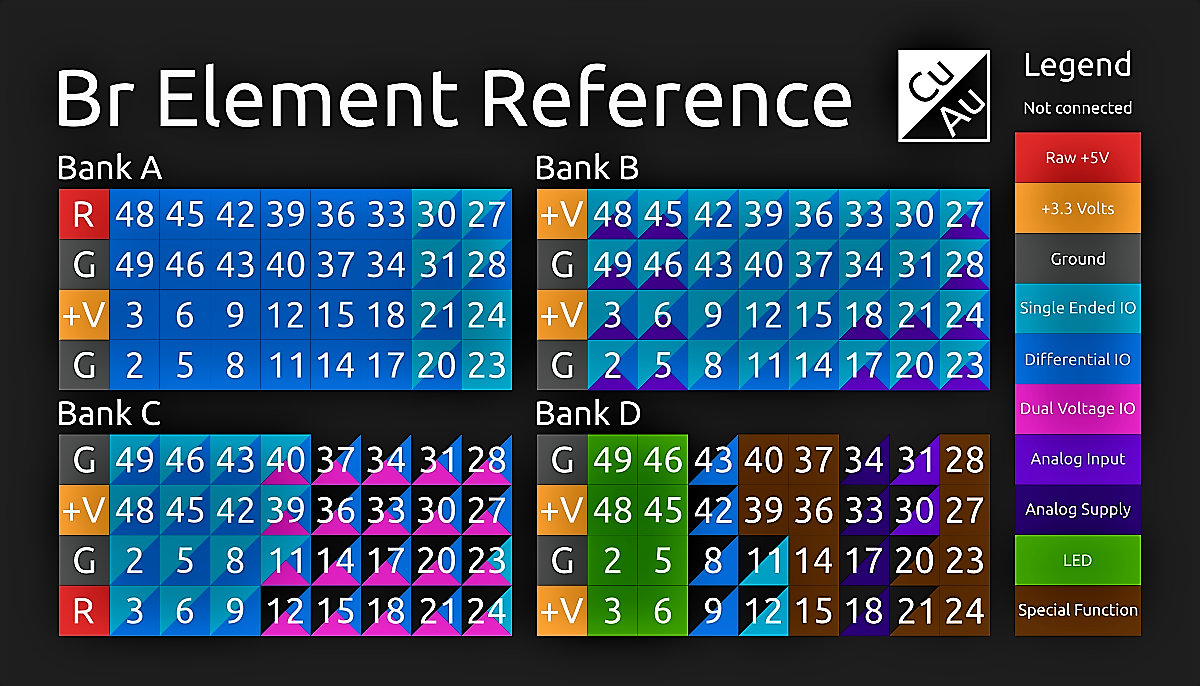 Br Element Reference
Cu
Au
Legend
Not connected
Raw +5V
+3.3 Volts
Ground
Single Ended IO
Differential IO
Dual Voltage IO
Analog Input
Analog Supply
LED
Special Function
Bank A
R 48 45 42 39 36 33 30 27
G 49 46 43 40 37 34 31 28
+V 3 6 9 12 15 18 21 24
G 2 5 8 11 14 17 20 23
Bank B
+V 48 45 42 39 36 33 30 27
G 49 46 43 40 37 34 31 28
+V 3 6 9 12 15 18 21 24
G 2 5 8 11 14 17 20 23
Bank C
G 49 46 43 40 37 34 31 28
+V 48 45 42 39 36 33 30 27
G 2 5 8 11 14 17 20 23
R 3 6 9 12 15 18 21 24
Bank D
G 49 46 43 40 37 34 31 28
+V 48 45 42 39 36 33 30 27
G 2 5 8 11 14 17 20 23
+V 3 6 9 12 15 18 21 24